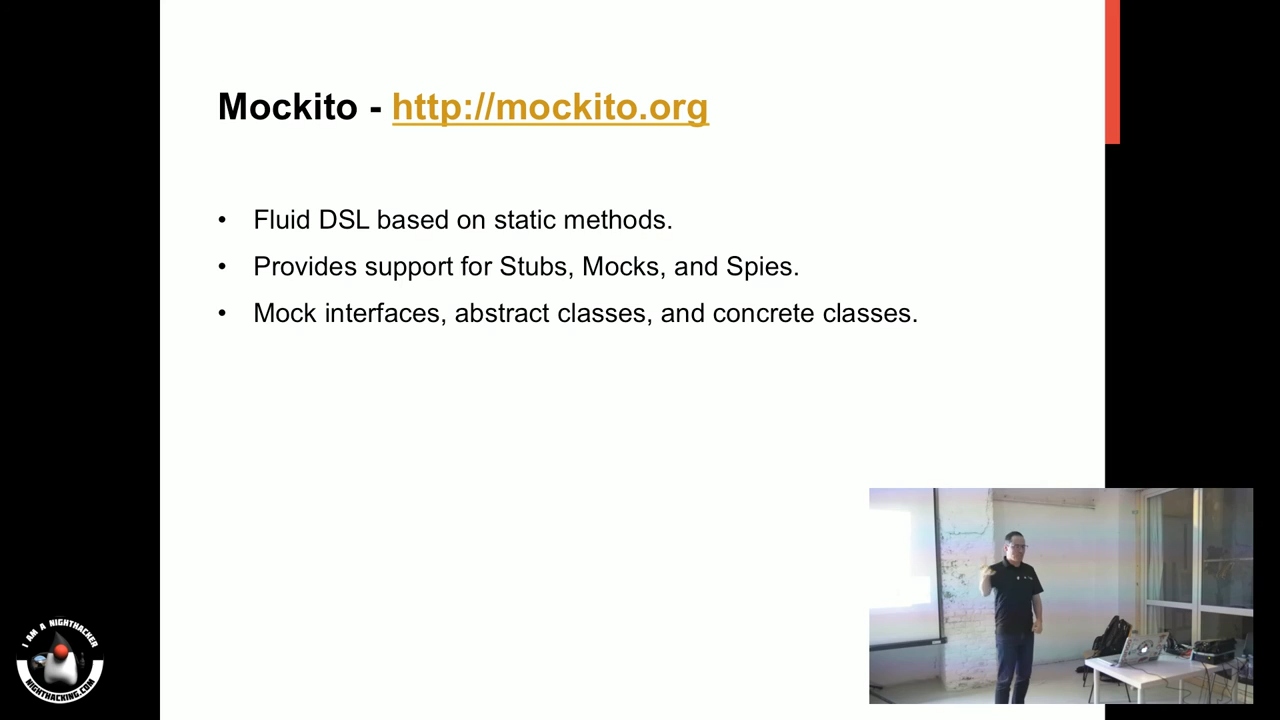 Mockito - http://mockito.org
• Fluid DSL based on static methods.
• Provides support for Stubs, Mocks, and Spies.
• Mock interfaces, abstract classes, and concrete classes.
I AM A NIGHTHACKER
NIGHTHACKING.COM